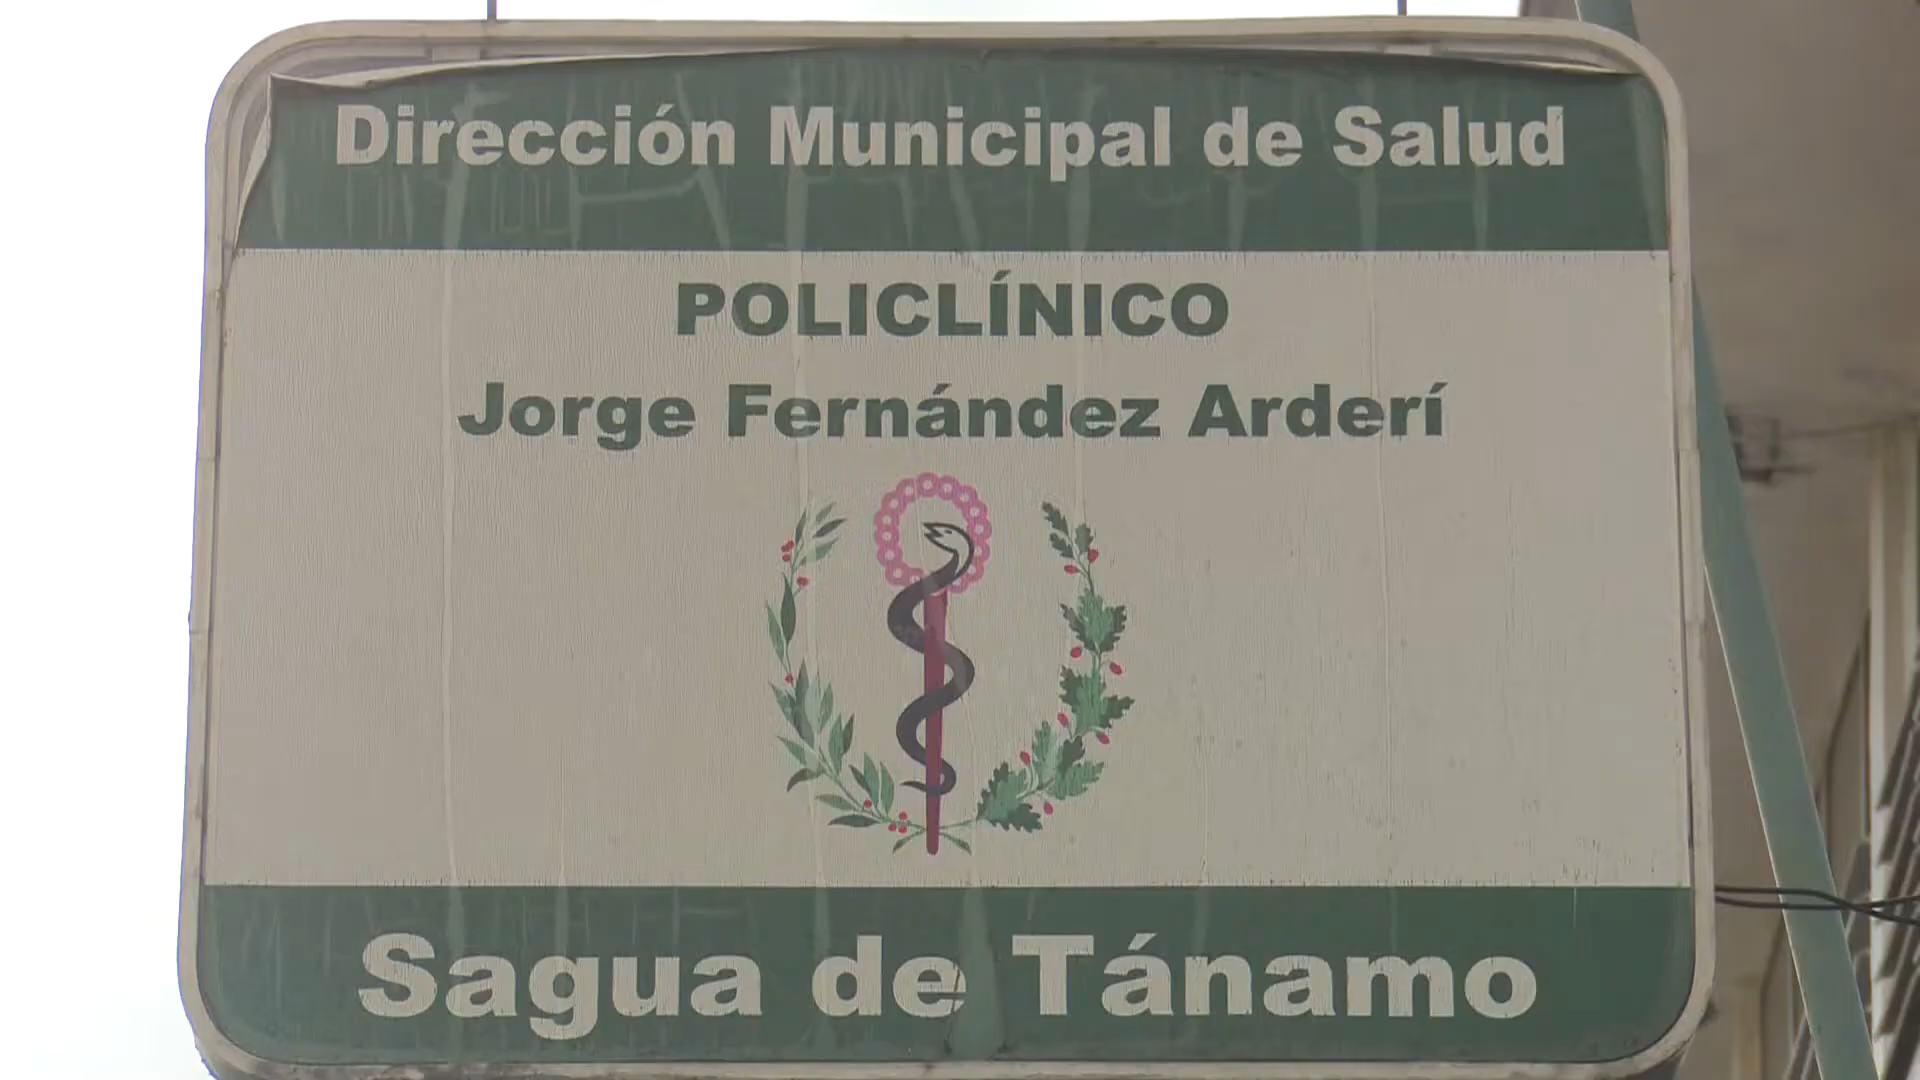 Dirección Municipal de Salud
POLICLÍNICO
Jorge Fernández Arderí
Sagua de Tánamo